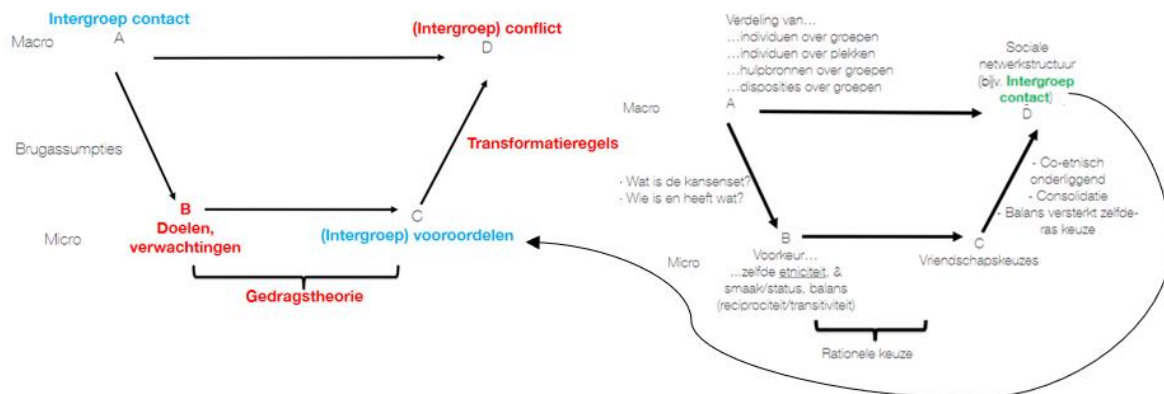 Intergroep contact
Macro
A
(Intergroep) conflict
D
Brugassumpties
Transformatieregels
Micro
B
Doelen,
verwachtingen
C
(Intergroep) vooroordelen
Gedragstheorie
Verdeling van…
…individuen over groepen
…individuen over plekken
…hulpbronnen over groepen
…disposities over groepen
Macro
A
Sociale
netwerkstructuur
(bijv. Intergroep
contact)
D
- Wat is de kansenset?
- Wie is en heeft wat?
- Co-etnisch
onderliggend
- Consolidatie
- Balans versterkt zelfde-
ras keuze
Micro
B
Voorkeur…
…zelfde etniciteit, &
smaak/status, balans
(reciprociteit/transitiviteit)
C
Vriendschapskeuzes
Rationele keuze